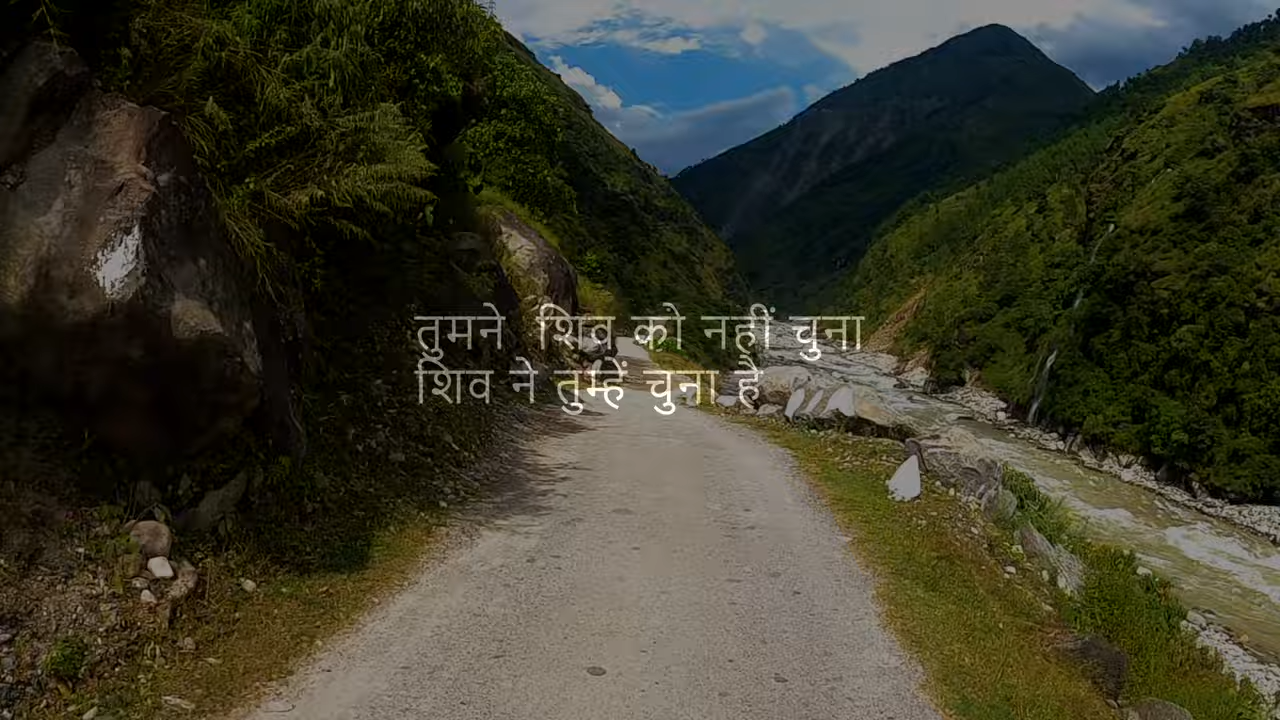 तुमने शिव को नहीं चुना
शिव ने तुम्हें चुना है